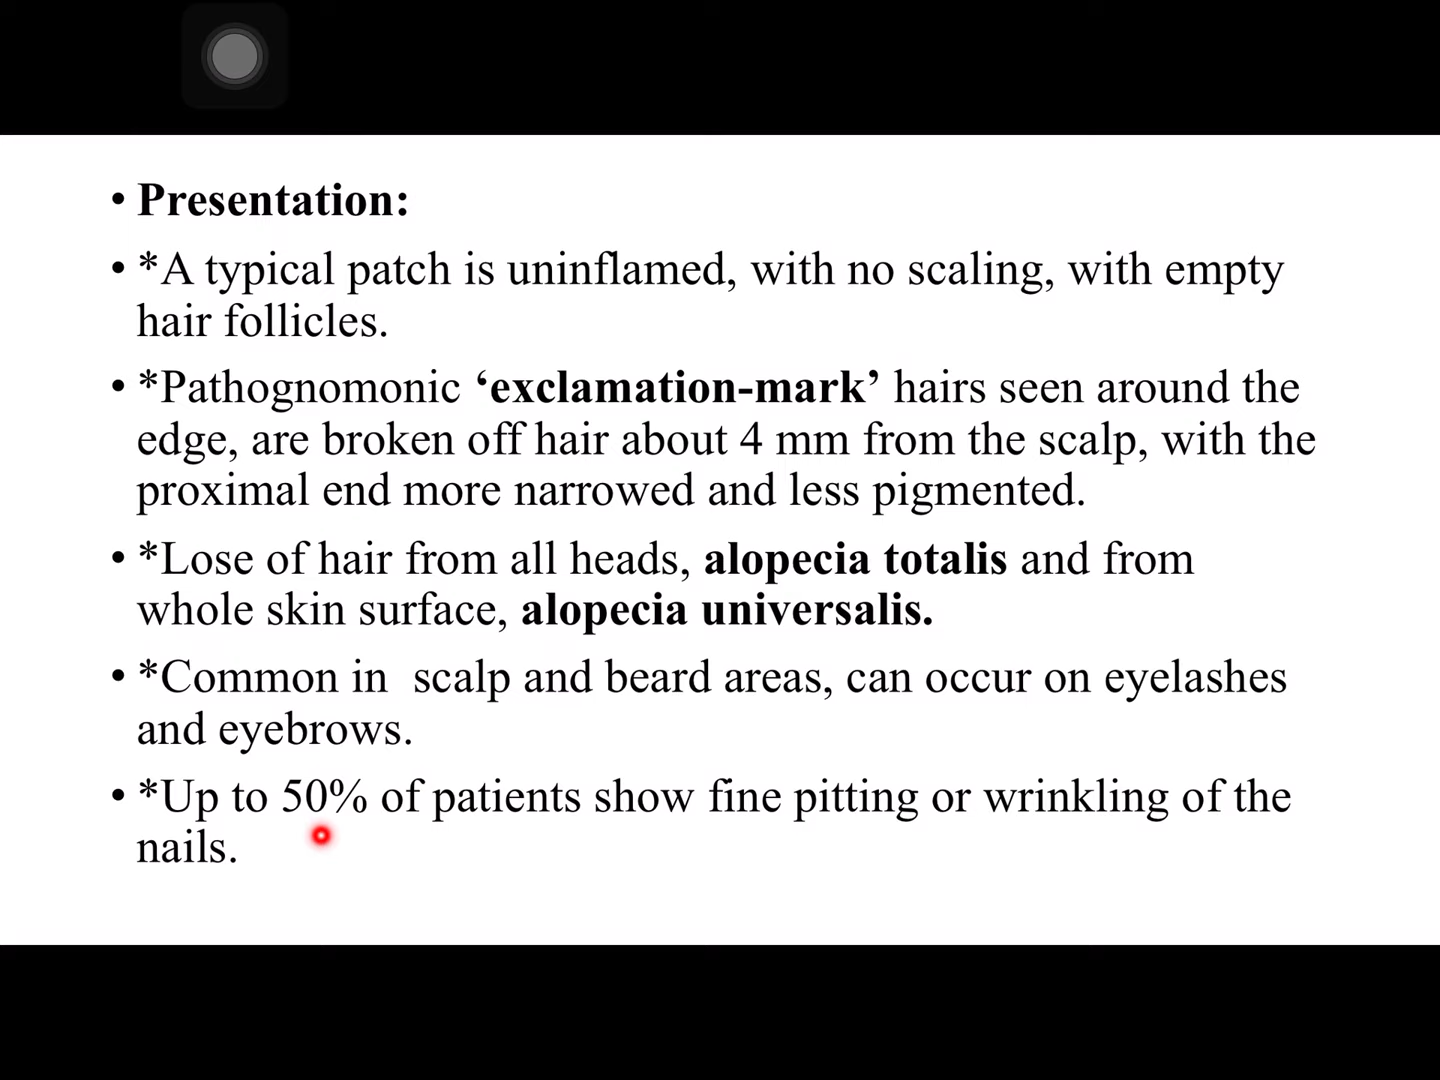 • Presentation:
• *A typical patch is uninflamed, with no scaling, with empty
hair follicles.
• *Pathognomonic ‘exclamation-mark’ hairs seen around the
edge, are broken off hair about 4 mm from the scalp, with the
proximal end more narrowed and less pigmented.
• *Lose of hair from all heads, alopecia totalis and from
whole skin surface, alopecia universalis.
• *Common in  scalp and beard areas, can occur on eyelashes
and eyebrows.
• *Up to 50% of patients show fine pitting or wrinkling of the
nails.